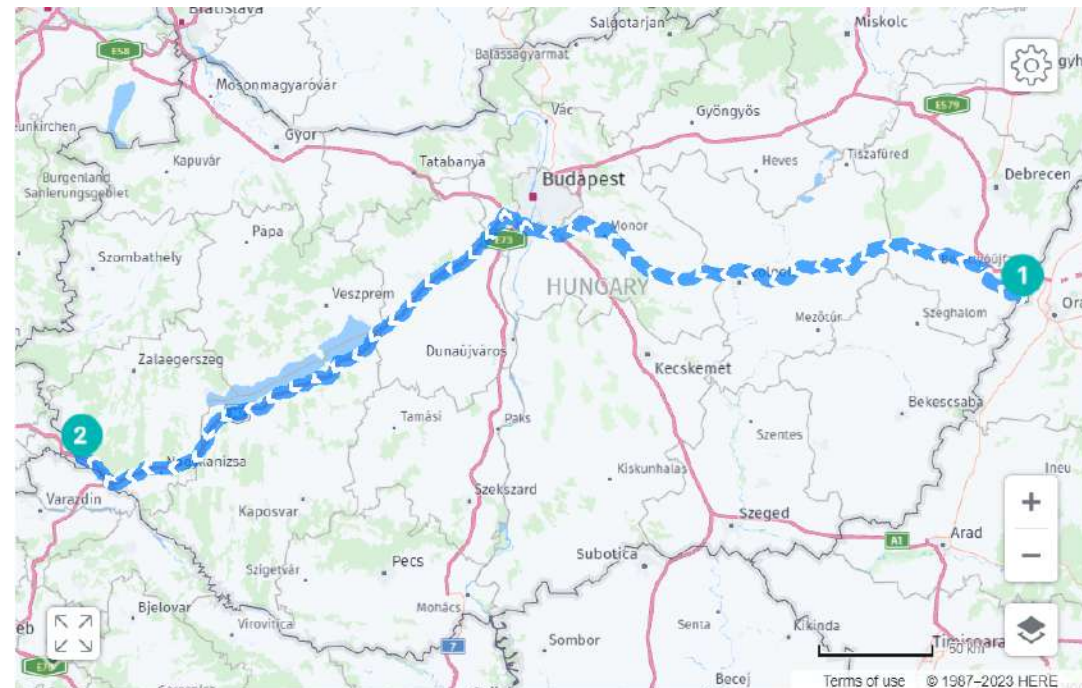 Bratislava
E58
Mosonmagyaróvár
Salgotarjan
Balassagyarmat
Miskolc
Vác
Gyöngyös
E579
Gyor
Kapuvár
Tatabanya
Burgenland
Sanierungsgebiet
Budapest
Heves
Tiszafüred
Debrecen
Papa
Szombathely
E73
Monor
HUNGARY
1
Veszprem
Mezőtúr
Szeghalom
Zalaegerszeg
Dunaújváros
Kecskemet
Bekescsaba
2
Tamási
Paks
Szentes
Varazdin
Kiskunhalas
Ineu
Kaposvar
Szekszard
Szeged
A1
Arad
Szigetvár
Pecs
Subotica
Bjelovar
Virovitica
Mohács
7
Sombor
Senta
Kikinda
Timisoara
50 km
Becej
Terms of use © 1987–2023 HERE